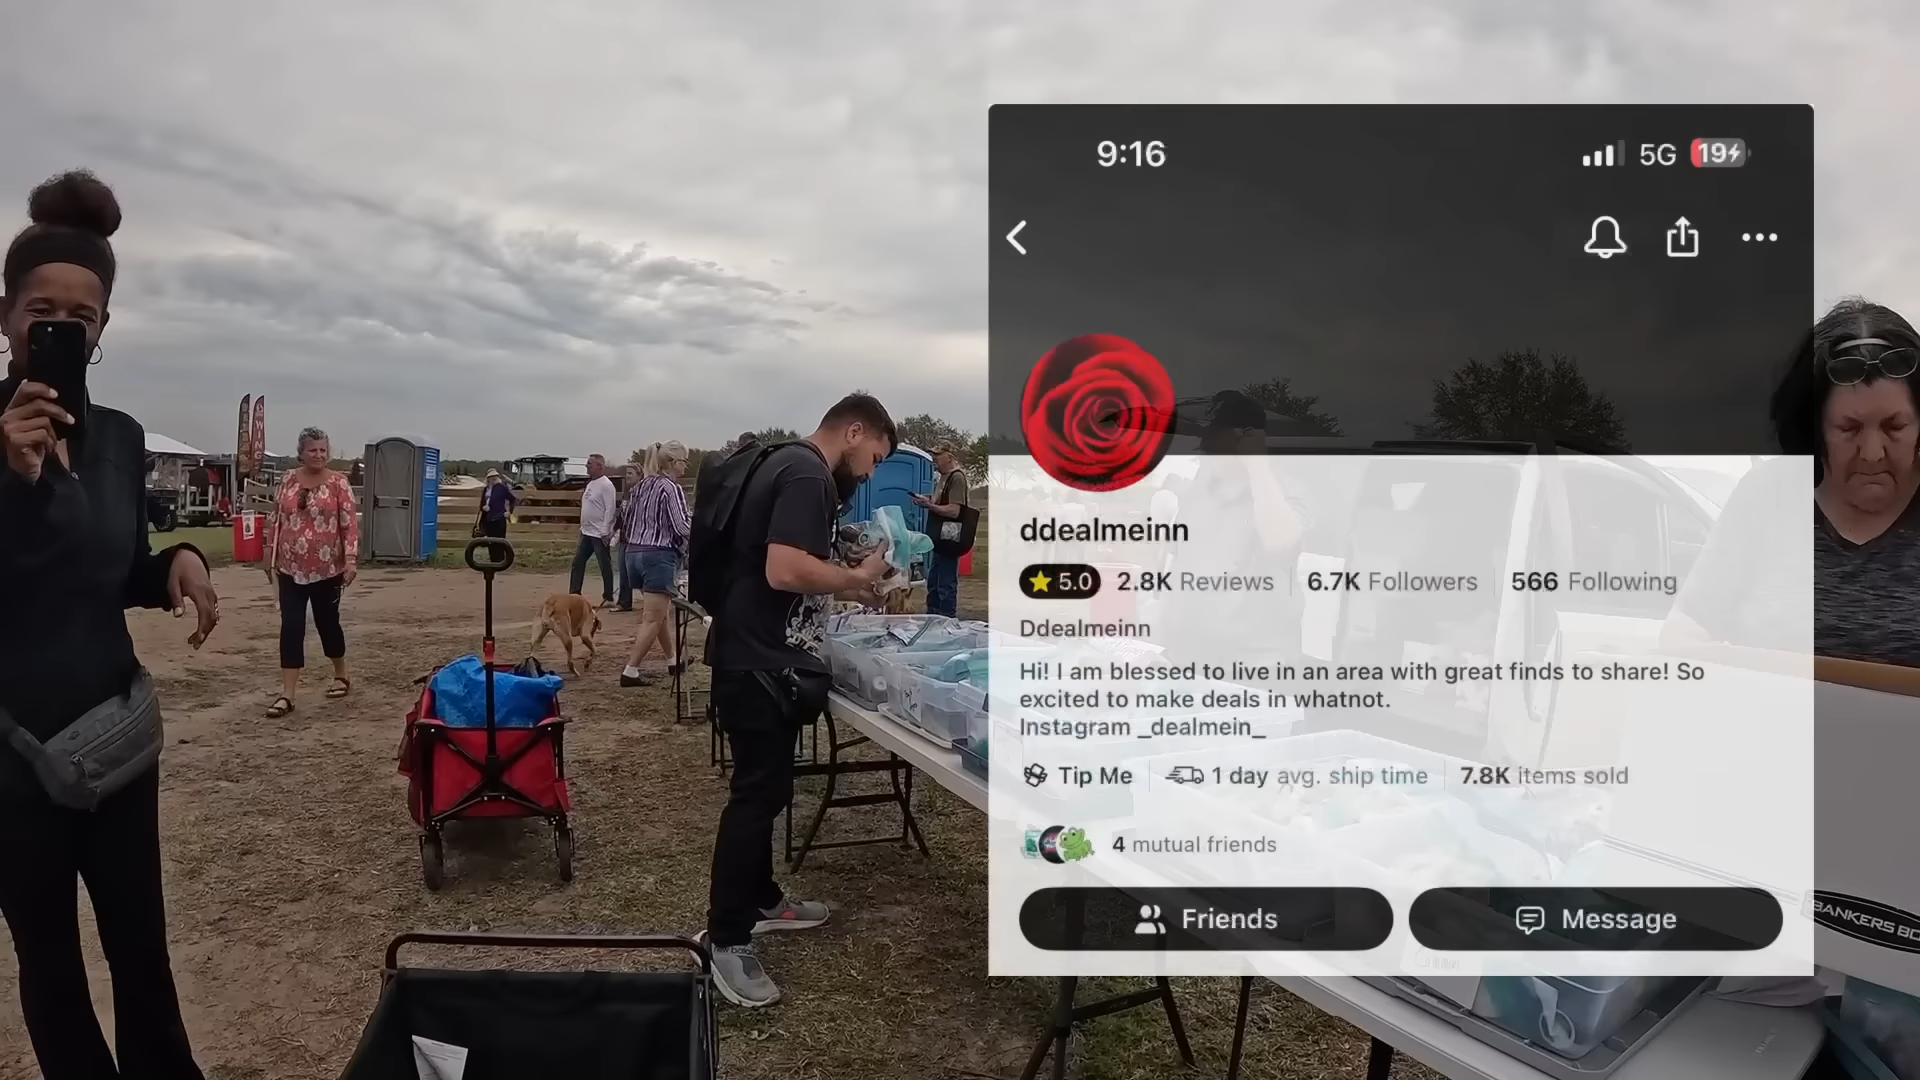 9:16
5G
19
ddealmeinn
5.0 2.8K Reviews 6.7K Followers 566 Following
Ddealmeinn
Hi! I am blessed to live in an area with great finds to share! So
excited to make deals in whatnot.
Instagram _dealmein_
Tip Me 1 day avg. ship time 7.8K items sold
4 mutual friends
Friends
Message
BANKERS BO